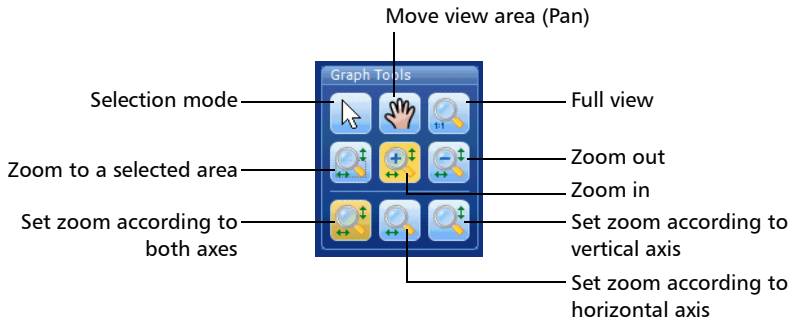 Move view area (Pan)
Graph Tools
Selection mode
Full view
1:1
Zoom to a selected area
Zoom out
Zoom in
Set zoom according to
both axes
Set zoom according to
vertical axis
Set zoom according to
horizontal axis